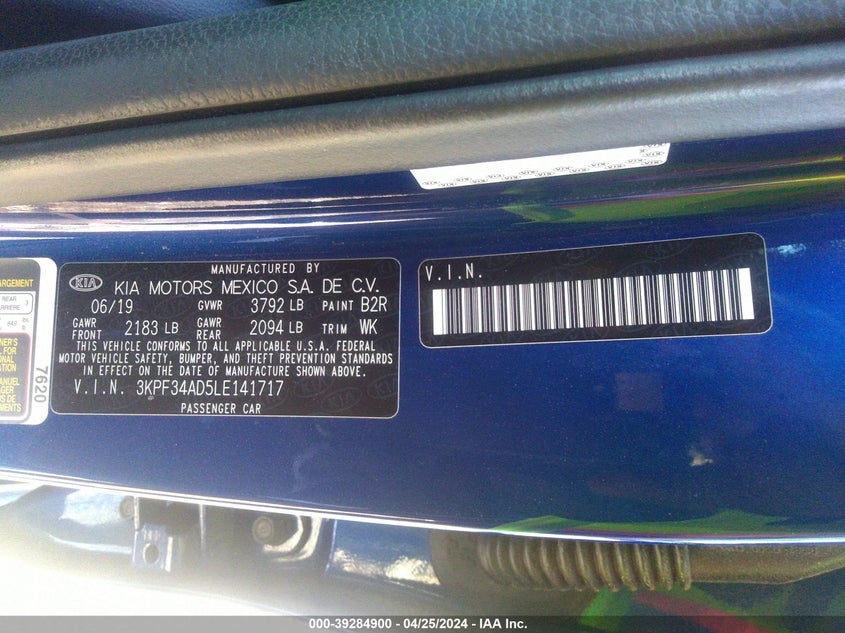 ARGEMENT
REAR
3
7620
MANUFACTURED BY
KIA KIA MOTORS MEXICO S.A. DE C.V.
06/19 GVWR 3792 LB PAINT B2R
GAWR FRONT 2183 LB GAWR REAR 2094 LB TRIM WK
THIS VEHICLE CONFORMS TO ALL APPLICABLE U.S.A. FEDERAL
MOTOR VEHICLE SAFETY, BUMPER, AND THEFT PREVENTION STANDARDS
IN EFFECT ON THE DATE OF MANUFACTURE SHOWN ABOVE.
V.I.N. 3KPF34AD5LE141717
PASSENGER CAR
V.I.N.
000-39284900 - 04/25/2024 - IAA Inc.